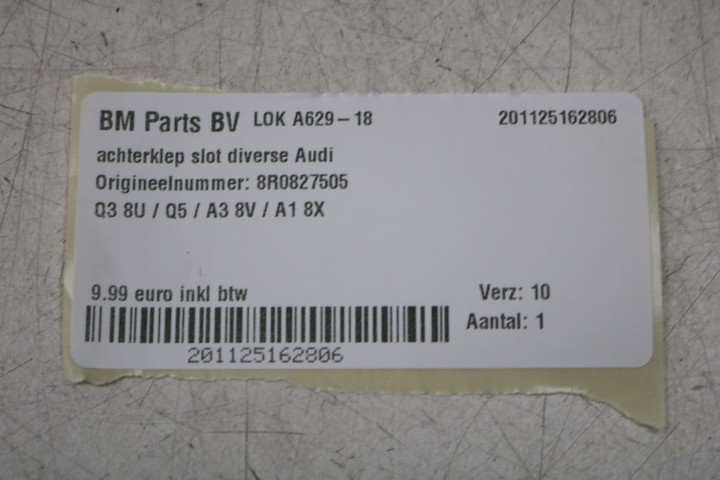 BM Parts BV LOK A629-18 201125162806
achterklep slot diverse Audi
Origineelnummer: 8R0827505
Q3 8U / Q5 / A3 8V / A1 8X
9.99 euro inkl btw Verz: 10
Aantal: 1
201125162806